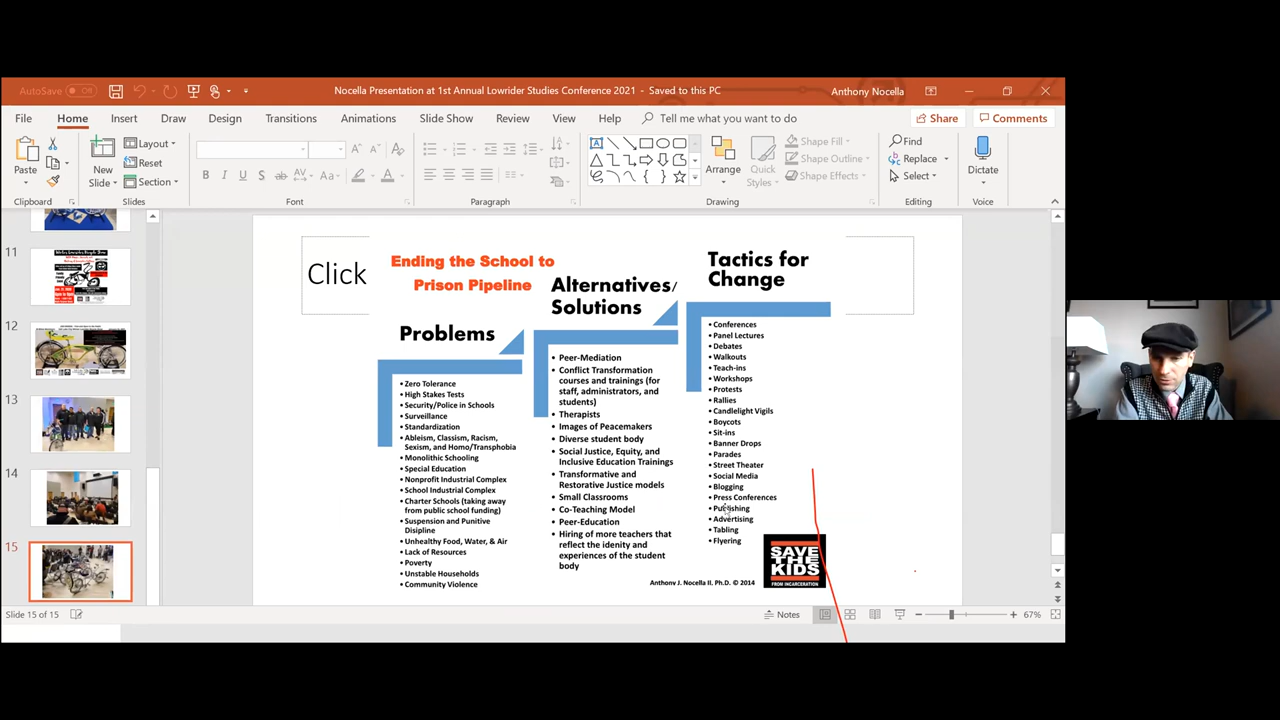 AutoSave Off
Nocella Presentation at 1st Annual Lowrider Studies Conference 2021 - Saved to this PC
Anthony Nocella
File Home Insert Draw Design Transitions Animations Slide Show Review View Help Tell me what you want to do Share Comments
Paste
New
Slide
Layout
Reset
Section
B I U S ab AV Aa A
Arrange
Quick
Styles
Shape Fill
Shape Outline
Shape Effects
Find
Replace
Select
Dictate
Clipboard Slides Font Paragraph Drawing Editing Voice
11
12
13
14
15
Click
Ending the School to
Prison Pipeline
Problems
• Zero Tolerance
• High Stakes Tests
• Security/Police in Schools
• Surveillance
• Standardization
• Ableism, Classism, Racism,
Sexism, and Homo/Transphobia
• Monolithic Schooling
• Special Education
• Nonprofit Industrial Complex
• School Industrial Complex
• Charter Schools (taking away
from public school funding)
• Suspension and Punitive
Disipline
• Unhealthy Food, Water, & Air
• Lack of Resources
• Poverty
• Unstable Households
• Community Violence
Alternatives/
Solutions
• Peer-Mediation
• Conflict Transformation
courses and trainings (for
staff, administrators, and
students)
• Therapists
• Images of Peacemakers
• Diverse student body
• Social Justice, Equity, and
Inclusive Education Trainings
• Transformative and
Restorative Justice models
• Small Classrooms
• Co-Teaching Model
• Peer-Education
• Hiring of more teachers that
reflect the idenity and
experiences of the student
body
Tactics for
Change
• Conferences
• Panel Lectures
• Debates
• Walkouts
• Teach-ins
• Workshops
• Protests
• Rallies
• Candlelight Vigils
• Boycots
• Sit-ins
• Banner Drops
• Parades
• Street Theater
• Social Media
• Blogging
• Press Conferences
• Publishing
• Advertising
• Tabling
• Flyering
Anthony J. Nocella II. Ph.D. © 2014
SAVE
THE
KIDS
FROM INCARCERATION
Slide 15 of 15
Notes
67%